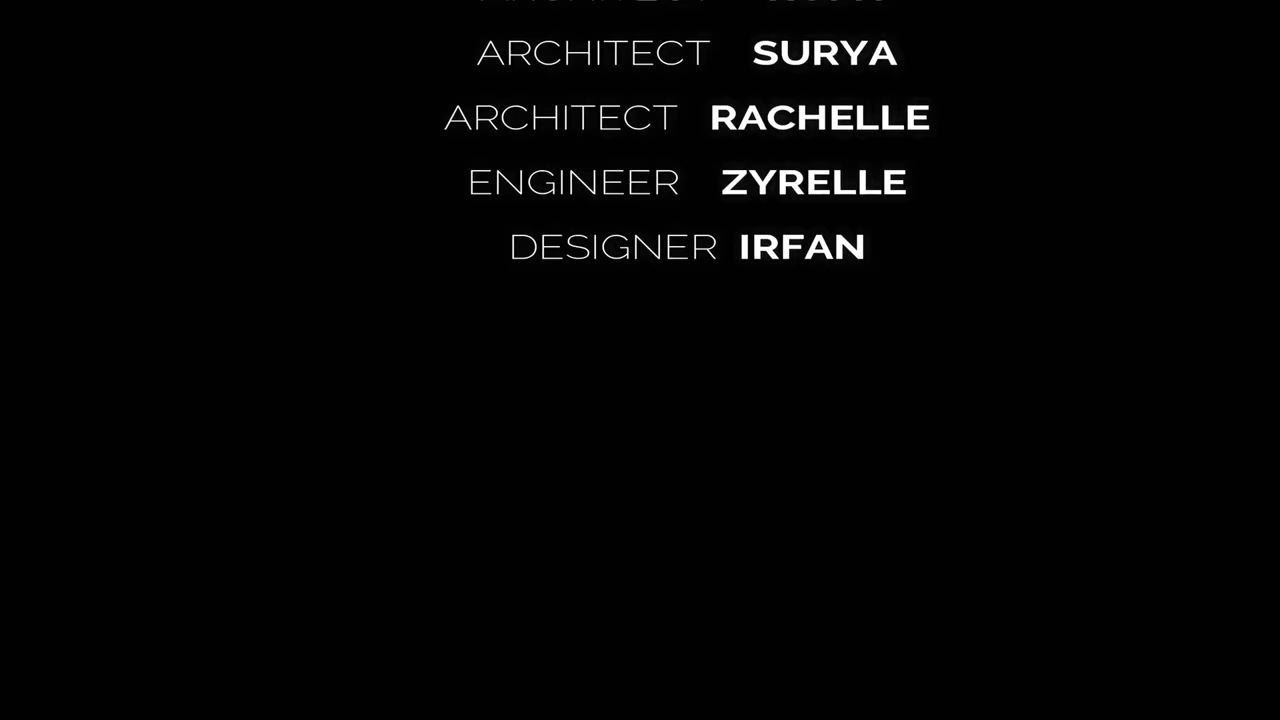 ARCHITECT SURYA
ARCHITECT RACHELLE
ENGINEER ZYRELLE
DESIGNER IRFAN